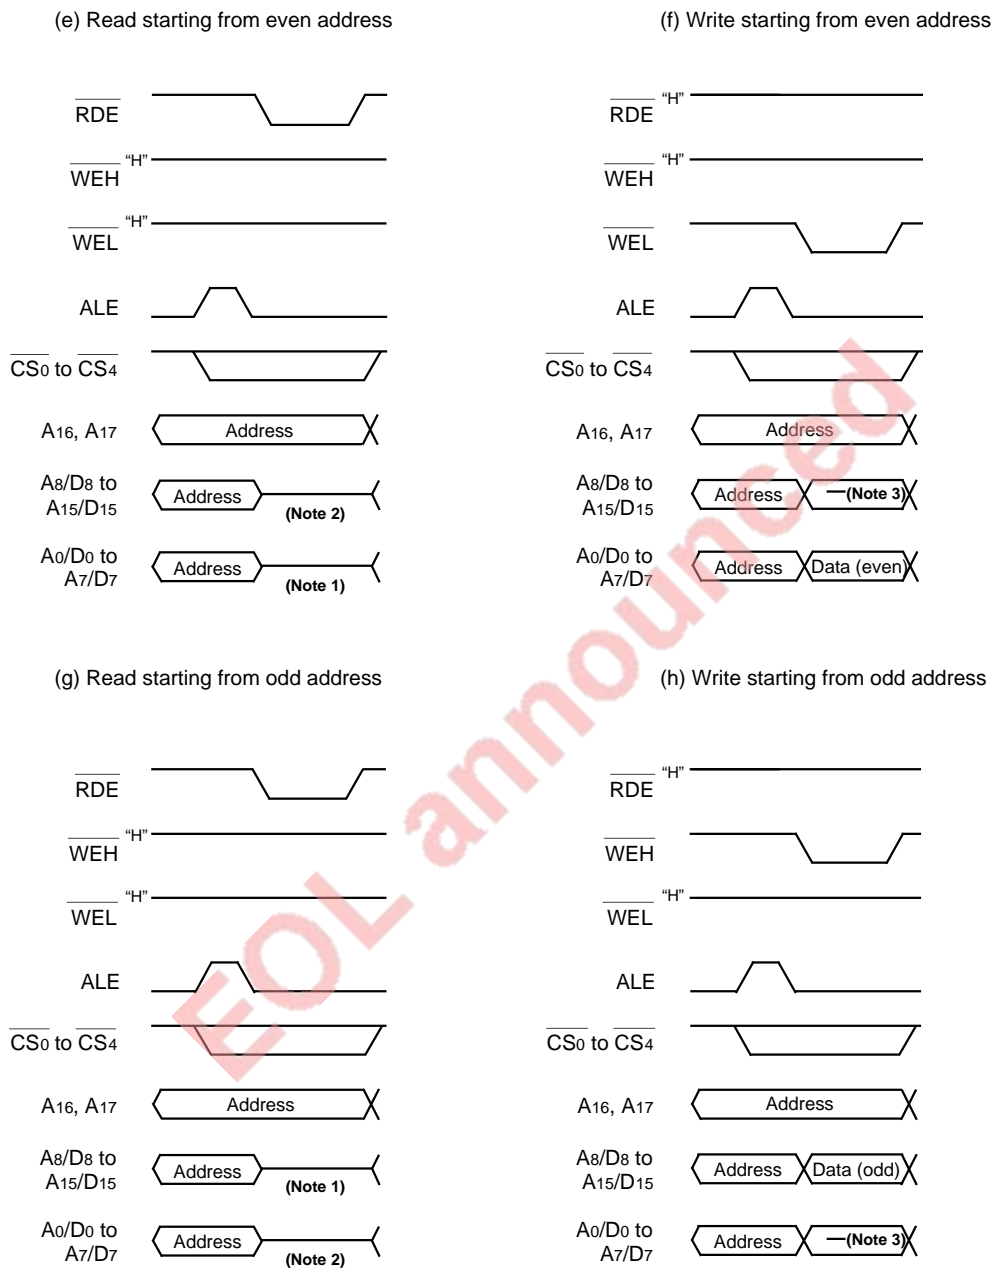 (e) Read starting from even address
RDE
WEH "H"
WEL "H"
ALE
CS0 to CS4
A16, A17 Address
A8/D8 to
A15/D15 Address (Note 2)
A0/D0 to
A7/D7 Address (Note 1)
(f) Write starting from even address
RDE "H"
WEH "H"
WEL
ALE
CS0 to CS4
A16, A17 Address
A8/D8 to
A15/D15 Address —(Note 3)
A0/D0 to
A7/D7 Address Data (even)
(g) Read starting from odd address
RDE
WEH "H"
WEL "H"
ALE
CS0 to CS4
A16, A17 Address
A8/D8 to
A15/D15 Address (Note 1)
A0/D0 to
A7/D7 Address (Note 2)
(h) Write starting from odd address
RDE "H"
WEH
WEL "H"
ALE
CS0 to CS4
A16, A17 Address
A8/D8 to
A15/D15 Address Data (odd)
A0/D0 to
A7/D7 Address —(Note 3)
EOL announced